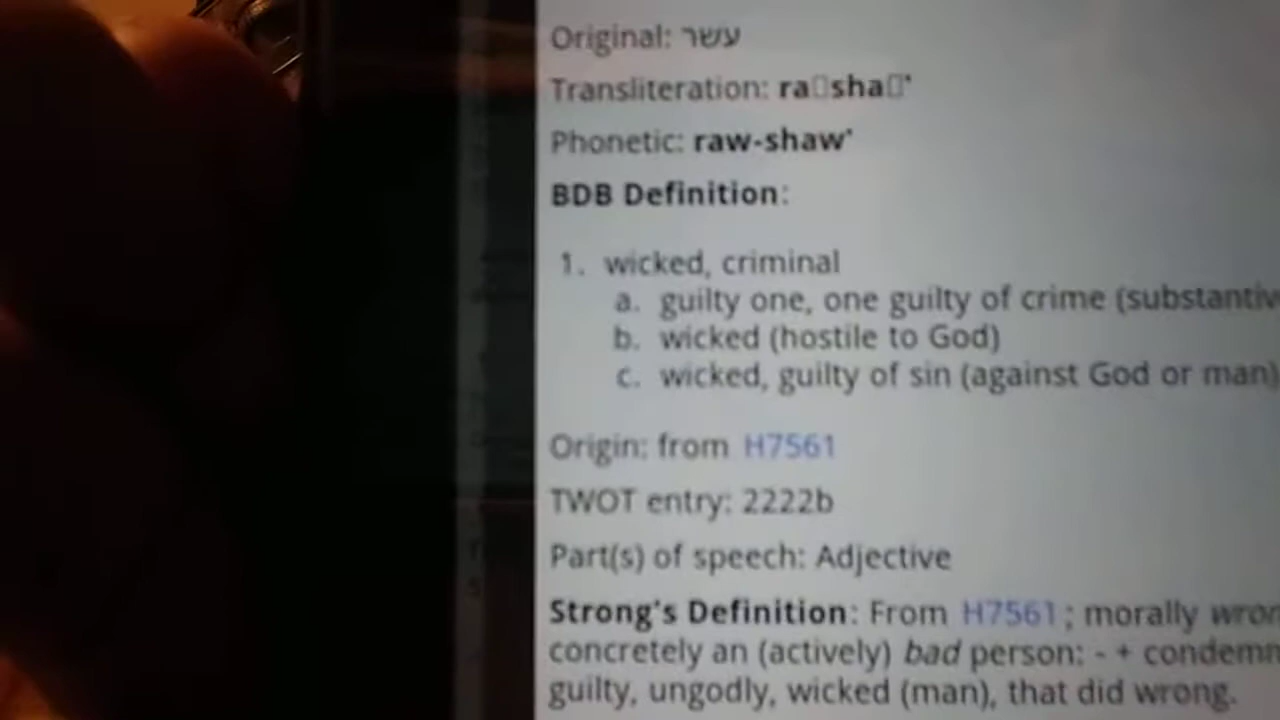 Original: עשר
Transliteration: ra▯sha▯'
Phonetic: raw-shaw'
BDB Definition:
1. wicked, criminal
a. guilty one, one guilty of crime (substantiv
b. wicked (hostile to God)
c. wicked, guilty of sin (against God or man)
Origin: from H7561
TWOT entry: 2222b
Part(s) of speech: Adjective
Strong's Definition: From H7561; morally wron
concretely an (actively) bad person: - + condemn
guilty, ungodly, wicked (man), that did wrong.